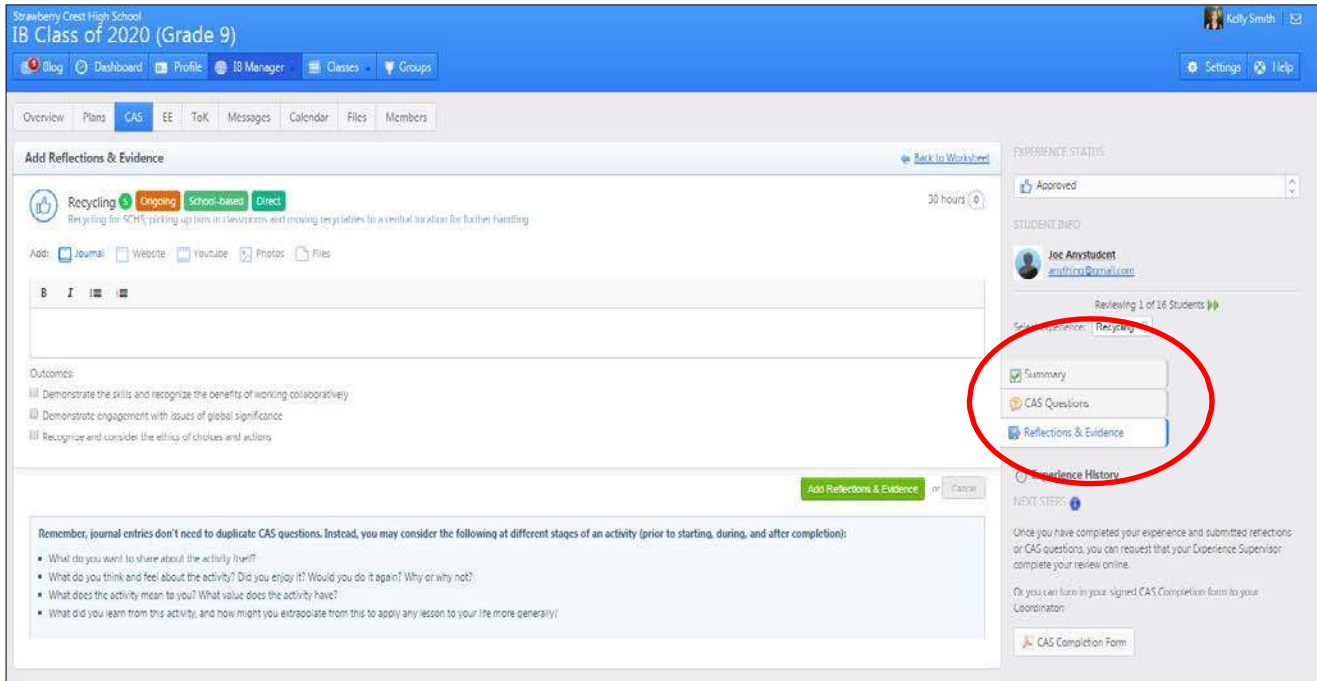 Strawberry Crest High School
Kelly Smith
IB Class of 2020 (Grade 9)
1 Blog Dashboard Profile IB Manager Classes Groups Settings Help
Overview Plans CAS EE ToK Messages Calendar Files Members
Add Reflections & Evidence
Back to Worksheet
EXPERIENCE STATUS
Approved
Recycling S Ongoing School-based Direct
30 hours 0
Recycling for SCHS; picking up bins in classrooms and moving recyclables to a central location for further handling
STUDENT INFO
Add: Journal Website Youtube Photos Files
Joe Anystudent
anything@gmail.com
B I
Reviewing 1 of 16 Students
Select Experience: Recycling
Outcomes:
Demonstrate the skills and recognize the benefits of working collaboratively
Demonstrate engagement with issues of global significance
Recognize and consider the ethics of choices and actions
Summary
CAS Questions
Reflections & Evidence
Add Reflections & Evidence or Cancel
Experience History
NEXT STEPS
Remember, journal entries don't need to duplicate CAS questions. Instead, you may consider the following at different stages of an activity (prior to starting, during, and after completion):
What do you want to share about the activity itself?
What do you think and feel about the activity? Did you enjoy it? Would you do it again? Why or why not?
What does the activity mean to you? What value does the activity have?
What did you learn from this activity, and how might you extrapolate from this to apply any lesson to your life more generally?
Once you have completed your experience and submitted reflections
or CAS questions, you can request that your Experience Supervisor
complete your review online.
Or you can turn in your signed CAS Completion form to your
Coordinator:
CAS Completion Form